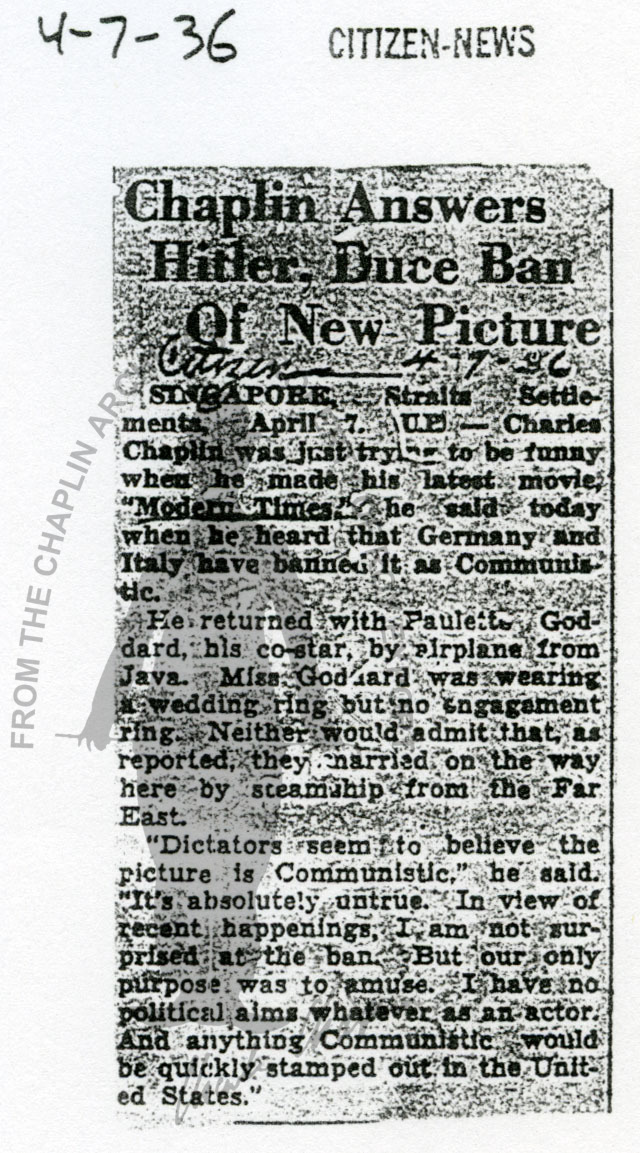 4-7-36 CITIZEN-NEWS
Chaplin Answers
Hitler, Duce Ban
Of New Picture
Citizen 4-7-36
SINGAPORE, Straits Settle-
ments, April 7. (UP) — Charles
Chaplin was just trying to be funny
when he made his latest movie,
"Modern Times," he said today
when he heard that Germany and
Italy have banned it as Communis-
tic.
He returned with Paulette God-
dard, his co-star, by airplane from
Java. Miss Goddard was wearing
a wedding ring but no engagement
ring. Neither would admit that, as
reported, they married on the way
here by steamship from the Far
East.
"Dictators seem to believe the
picture is Communistic," he said.
"It's absolutely untrue. In view of
recent happenings, I am not sur-
prised at the ban. But our only
purpose was to amuse. I have no
political aims whatever as an actor.
And anything Communistic would
be quickly stamped out in the Unit-
ed States."
FROM THE CHAPLIN ARC